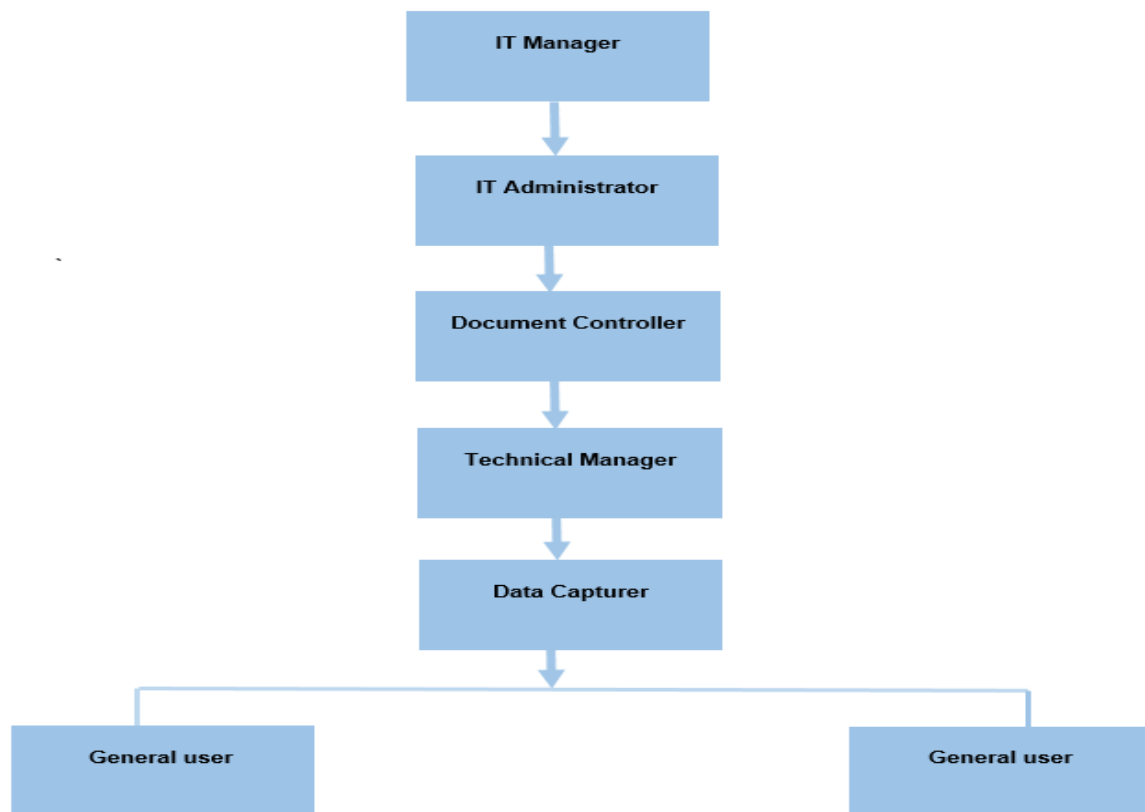 IT Manager
IT Administrator
`
Document Controller
Technical Manager
Data Capturer
General user
General user